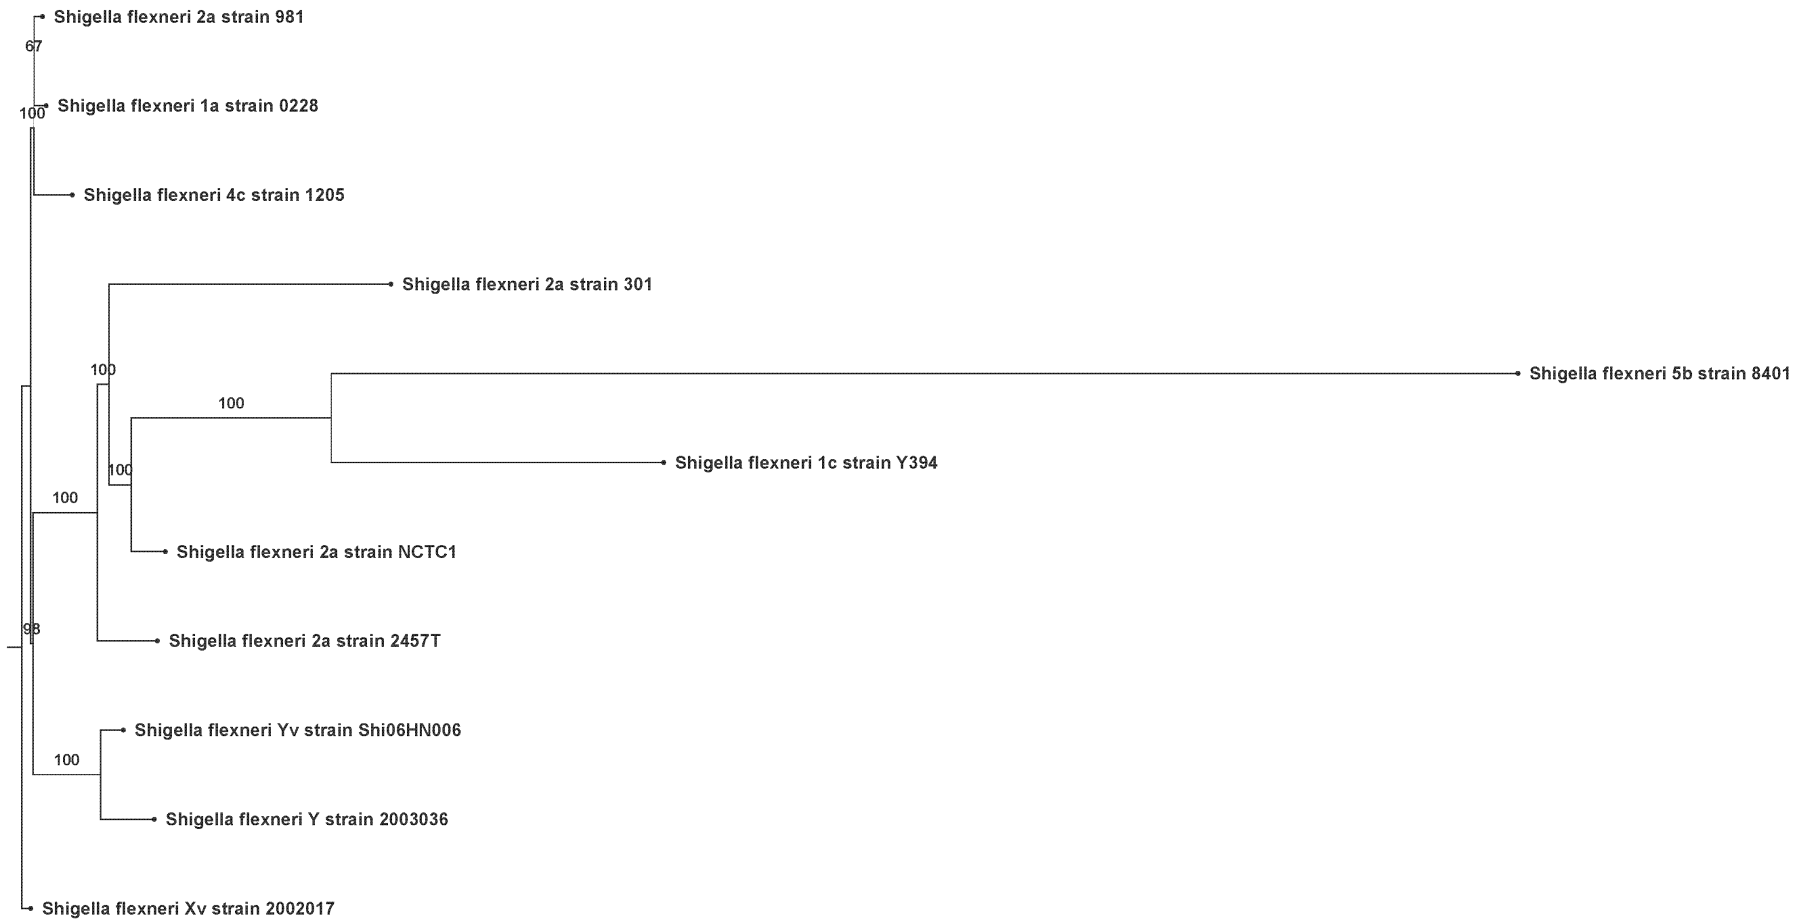 Shigella flexneri 2a strain 981
67
Shigella flexneri 1a strain 0228
100
Shigella flexneri 4c strain 1205
Shigella flexneri 2a strain 301
100
Shigella flexneri 5b strain 8401
100
Shigella flexneri 1c strain Y394
100
100
Shigella flexneri 2a strain NCTC1
98
Shigella flexneri 2a strain 2457T
Shigella flexneri Yv strain Shi06HN006
100
Shigella flexneri Y strain 2003036
Shigella flexneri Xv strain 2002017